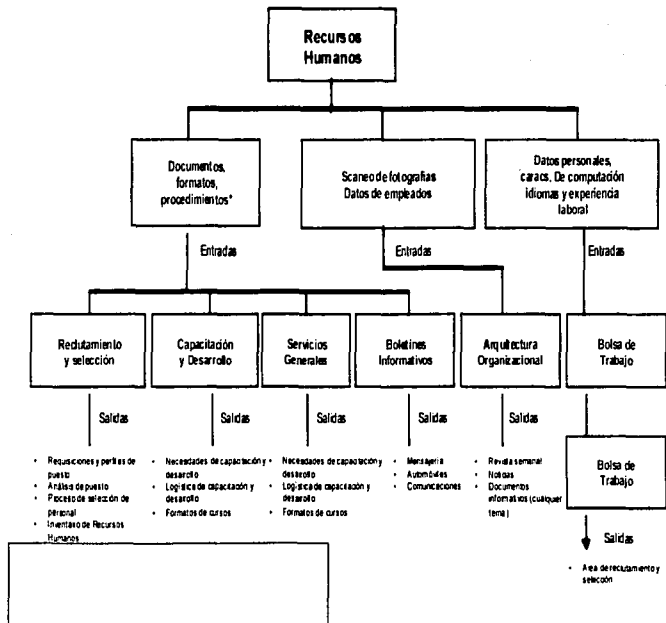 Recursos
Humanos
Documentos,
formatos,
procedimientos*
Scaneo de fotografias
Datos de empleados
Datos personales,
caracs. De computación
idiomas y experiencia
laboral
Entradas
Entradas
Entradas
Reclutamiento
y selección
Capacitación
y Desarrollo
Servicios
Generales
Boletines
Informativos
Arquitectura
Organizacional
Bolsa de
Trabajo
Salidas
Salidas
Salidas
Salidas
Salidas
• Requisiciones y perfiles de
puesto
• Análisis de puesto
• Proceso de selección de
personal
• Inventario de Recursos
Humanos
• Necesidades de capacitación y
desarrollo
• Logística de capacitación y
desarrollo
• Formatos de cursos
• Necesidades de capacitación y
desarrollo
• Logística de capacitación y
desarrollo
• Formatos de cursos
• Mensajería
• Automóviles
• Comunicaciones
• Revista semanal
• Noticias
• Documentos
informativos (cualquier
tema)
Bolsa de
Trabajo
Salidas
• Area de reclutamiento y
selección